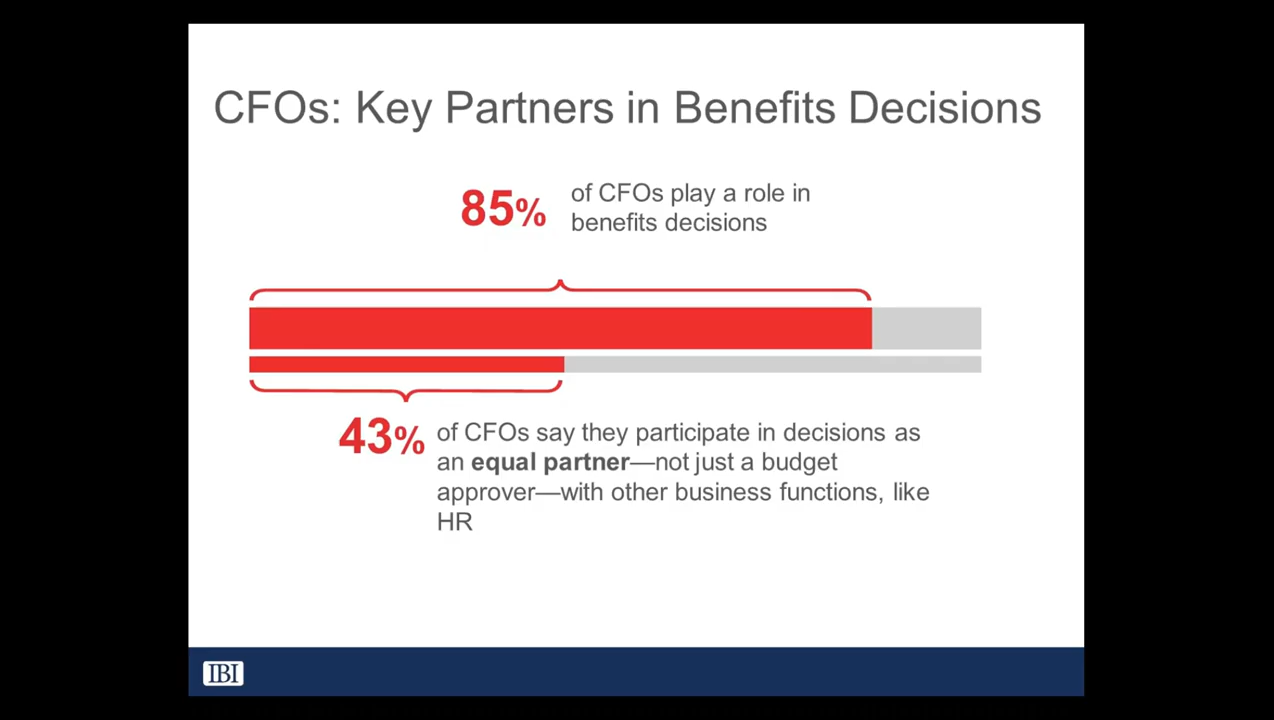 CFOs: Key Partners in Benefits Decisions
85% of CFOs play a role in
benefits decisions
43% of CFOs say they participate in decisions as
an equal partner—not just a budget
approver—with other business functions, like
HR
IBI